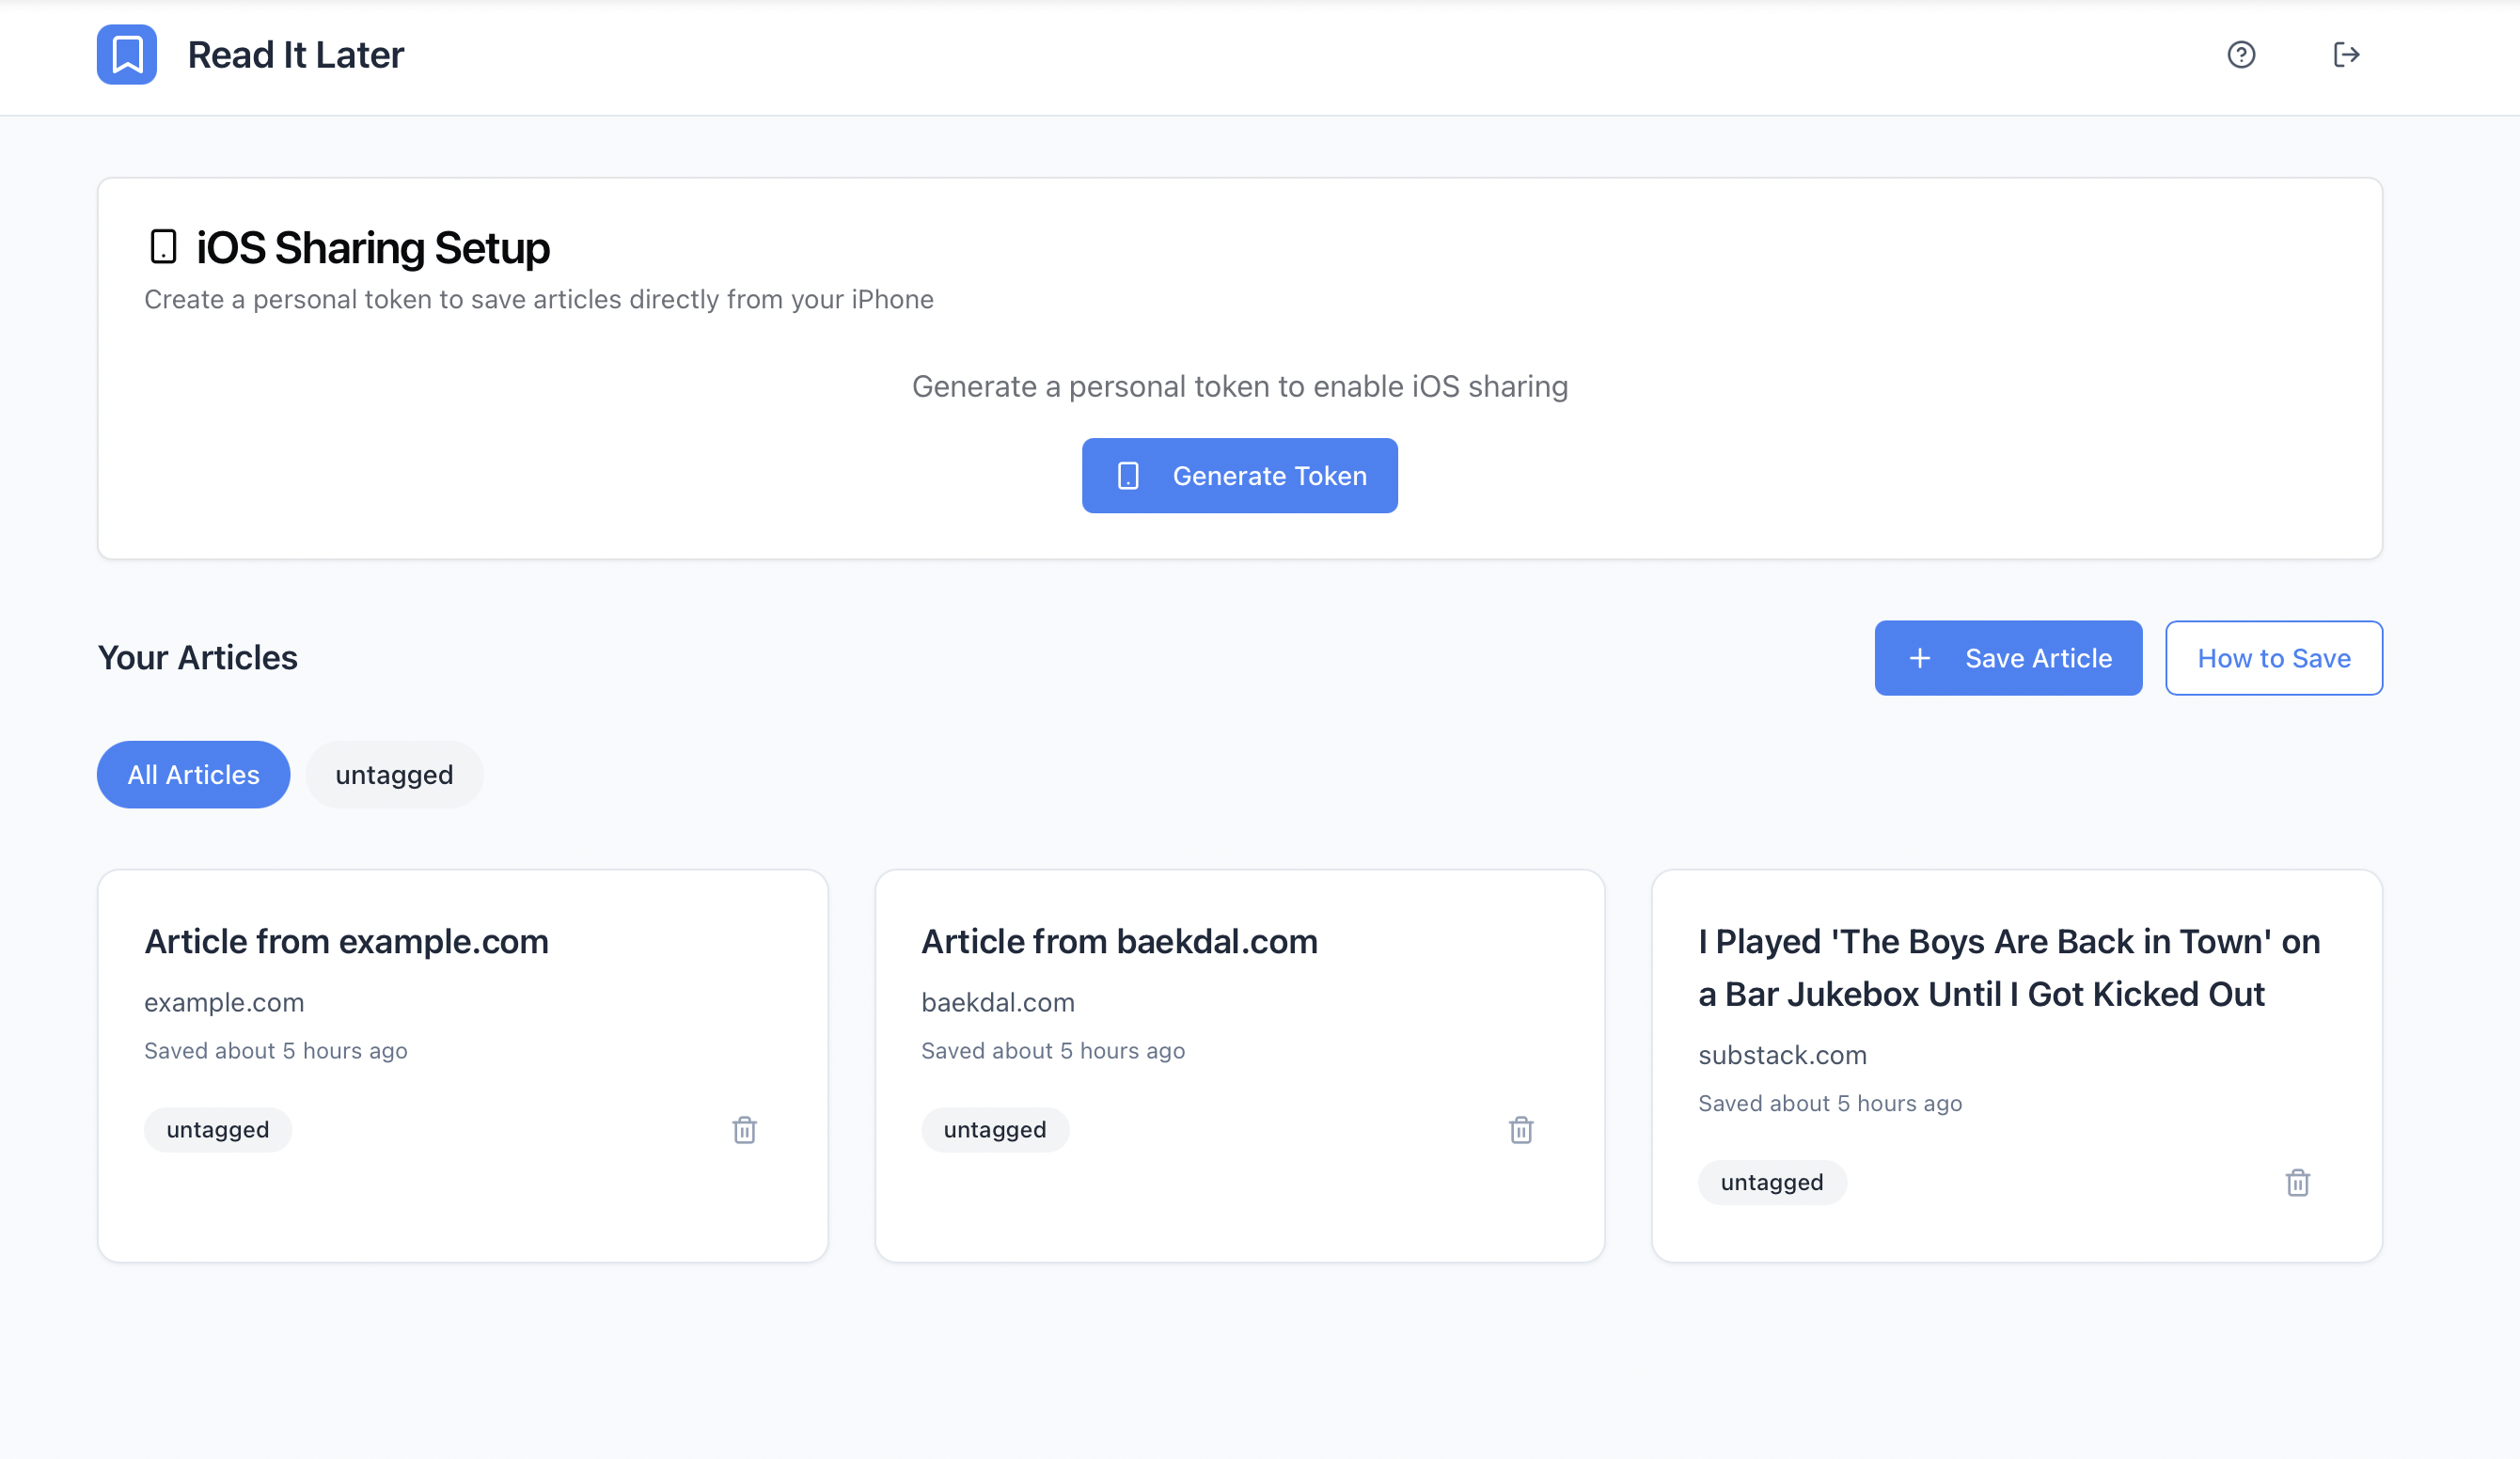 Read It Later
iOS Sharing Setup
Create a personal token to save articles directly from your iPhone
Generate a personal token to enable iOS sharing
Generate Token
Your Articles
Save Article
How to Save
All Articles
untagged
Article from example.com
example.com
Saved about 5 hours ago
untagged
Article from baekdal.com
baekdal.com
Saved about 5 hours ago
untagged
I Played 'The Boys Are Back in Town' on
a Bar Jukebox Until I Got Kicked Out
substack.com
Saved about 5 hours ago
untagged